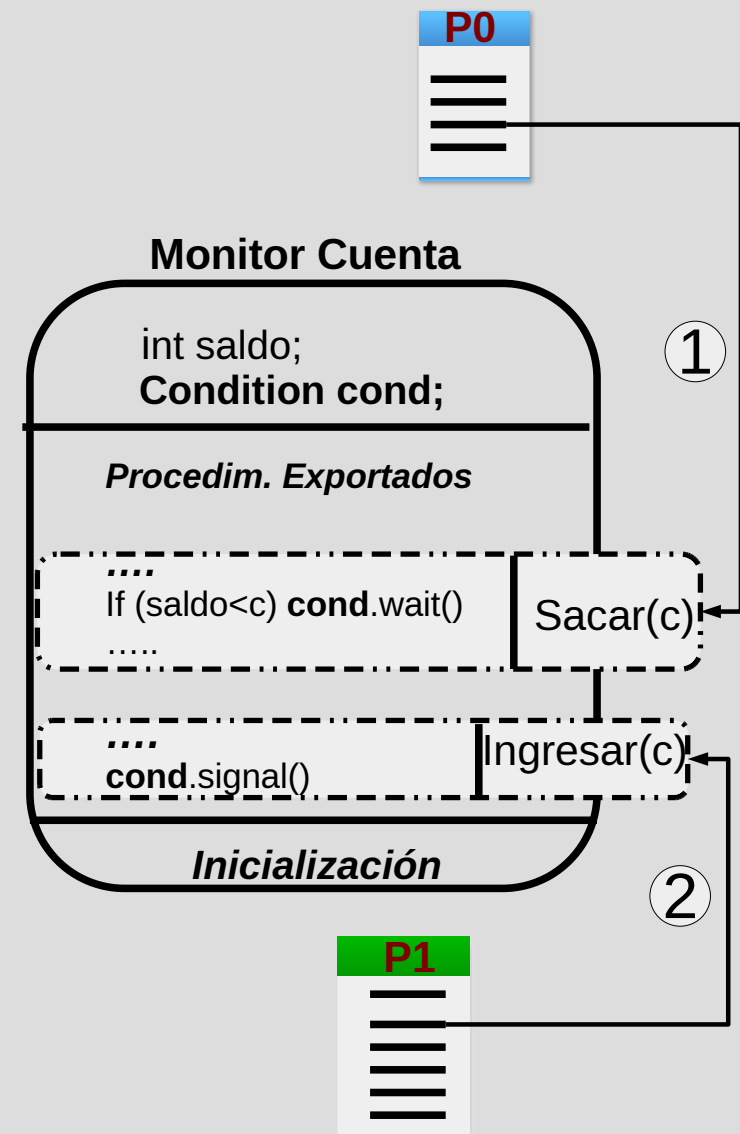 P0
Monitor Cuenta
int saldo;
Condition cond;
1
Procedim. Exportados
....
If (saldo<c) cond.wait()
.....
Sacar(c)
....
cond.signal()
Ingresar(c)
Inicialización
2
P1